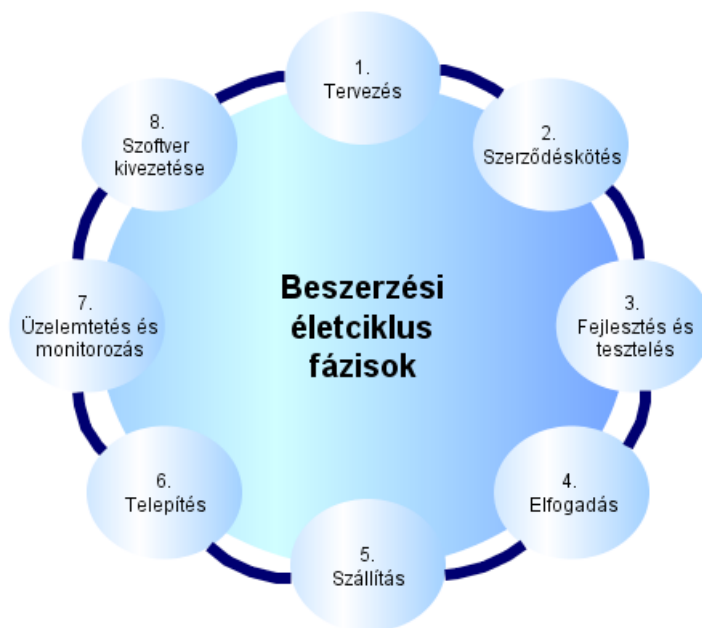 Beszerzési
életciklus
fázisok
1.
Tervezés
2.
Szerződéskötés
3.
Fejlesztés és
tesztelés
4.
Elfogadás
5.
Szállítás
6.
Telepítés
7.
Üzelemtetés és
monitorozás
8.
Szoftver
kivezetése